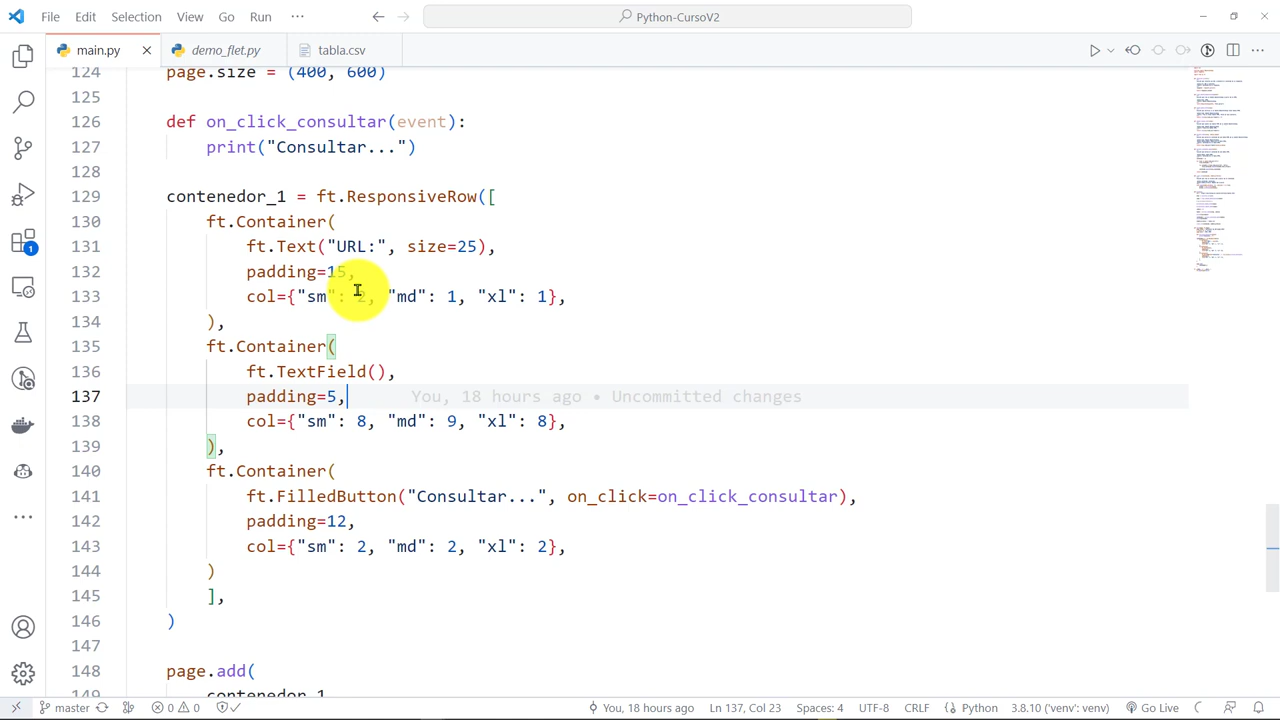 File Edit Selection View Go Run ··· Python-CursoV2
main.py demo_flet.py tabla.csv
124 page.size = (400, 600)
125
126 def on_click_consultar(
127 print("Consultar...")
128
129
130 ft.Container(
131 ft.Text("URL:", size=25)
132 padding=1
133 col={"sm": "md": 1, "xl": 1},
134 ),
135 ft.Container(
136 ft.TextField(),
137 padding=5, You, 18 hours ago • Uncommitted changes
138 col={"sm": 8, "md": 9, "xl": 8},
139 ),
140 ft.Container(
141 ft.FilledButton("Consultar...", on_click=on_click_consultar),
142 padding=12,
143 col={"sm": 2, "md": 2, "xl": 2},
144 )
145 ],
146 )
147
148 page.add(
149 contenedor_1
master 0 0 You, 18 hours ago Ln 137, Col 23 Spaces: 4 UTF-8 CRLF Python 3.8.10 ('venv': venv) Go Live